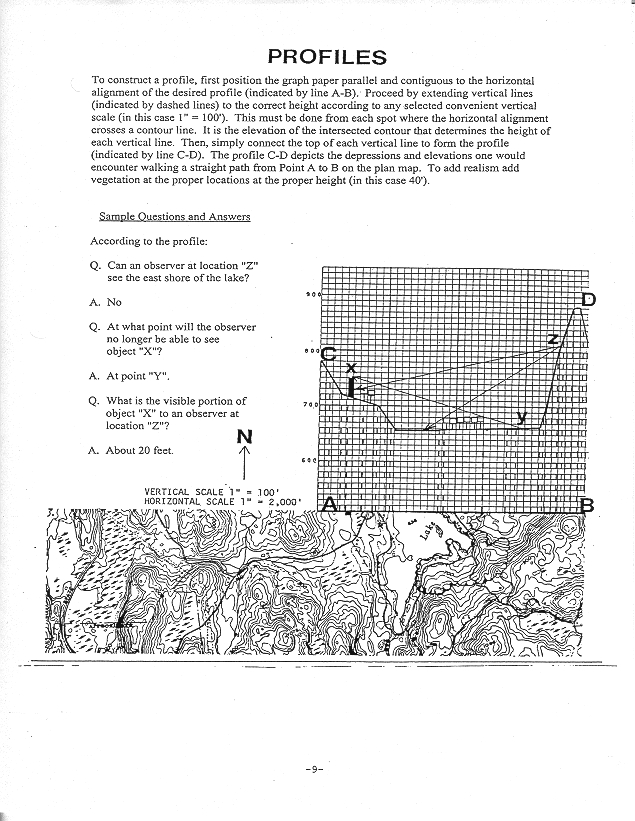 PROFILES
To construct a profile, first position the graph paper parallel and contiguous to the horizontal
alignment of the desired profile (indicated by line A-B). Proceed by extending vertical lines
(indicated by dashed lines) to the correct height according to any selected convenient vertical
scale (in this case 1" = 100'). This must be done from each spot where the horizontal alignment
crosses a contour line. It is the elevation of the intersected contour that determines the height of
each vertical line. Then, simply connect the top of each vertical line to form the profile
(indicated by line C-D). The profile C-D depicts the depressions and elevations one would
encounter walking a straight path from Point A to B on the plan map. To add realism add
vegetation at the proper locations at the proper height (in this case 40').
Sample Questions and Answers
According to the profile:
Q. Can an observer at location "Z"
see the east shore of the lake?
A. No
Q. At what point will the observer
no longer be able to see
object "X"?
A. At point "Y".
Q. What is the visible portion of
object "X" to an observer at
location "Z"?
A. About 20 feet.
N
VERTICAL SCALE 1" = 100'
HORIZONTAL SCALE 1" = 2,000'
900
D
Z
800
C
X
700
Y
600
A
B
Lake
-9-